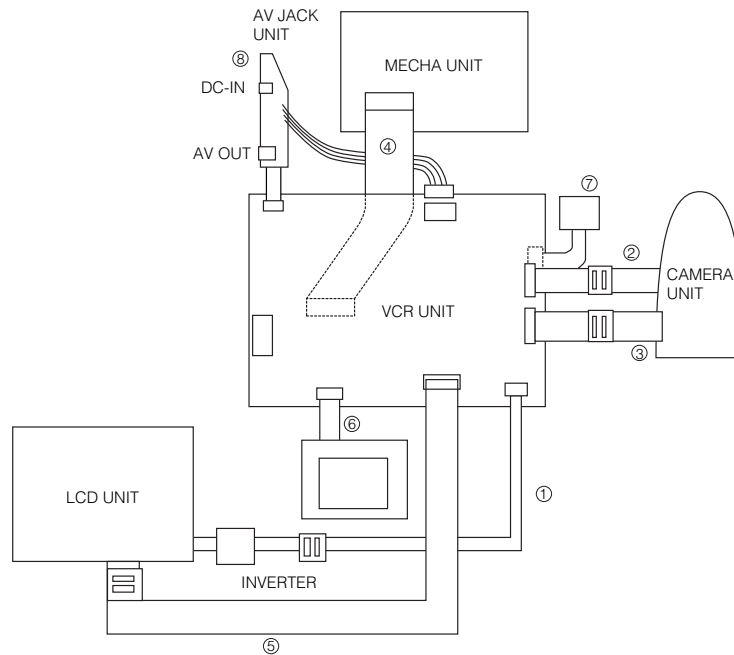 AV JACK
UNIT
⑧
DC-IN
AV OUT
MECHA UNIT
④
⑦
②
CAMERA
UNIT
VCR UNIT
③
⑥
LCD UNIT
①
INVERTER
⑤